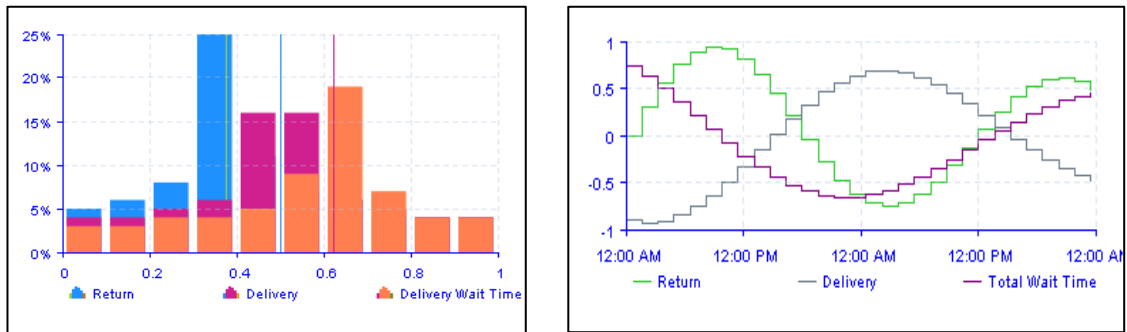 25%
20%
15%
10%
5%
0%
0 0.2 0.4 0.6 0.8 1
Return Delivery Delivery Wait Time
1
0.5
0
-0.5
-1
12:00 AM 12:00 PM 12:00 AM 12:00 PM 12:00 AM
Return Delivery Total Wait Time